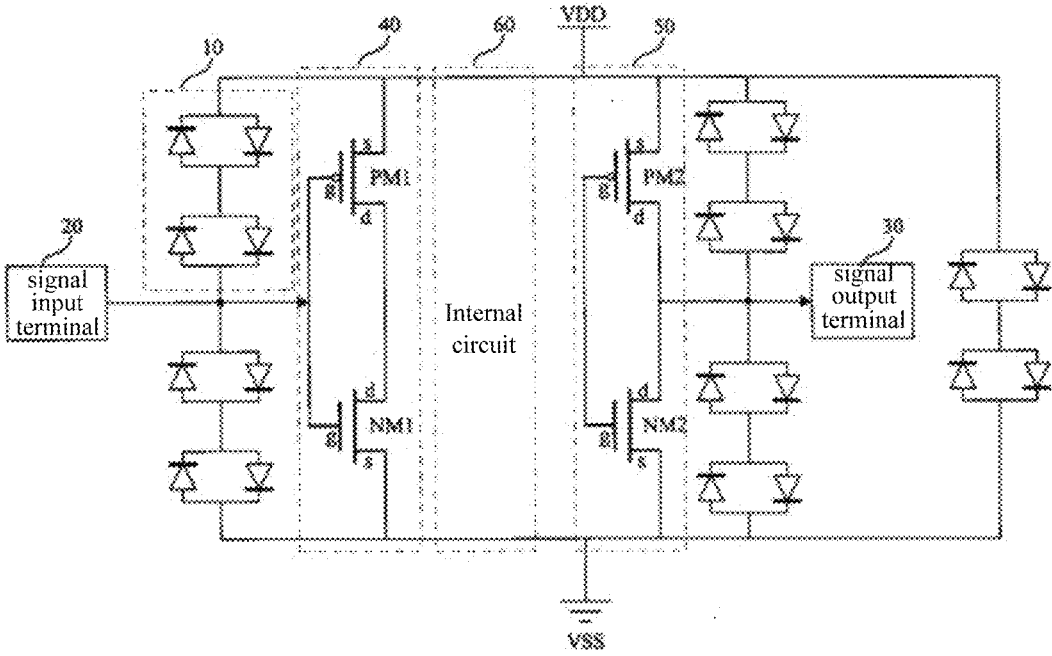 VDD
10
40
60
50
s
PM1
g
d
s
PM2
g
d
20
signal
input
terminal
30
signal
output
terminal
Internal
circuit
d
NM1
g
s
d
NM2
g
s
VSS